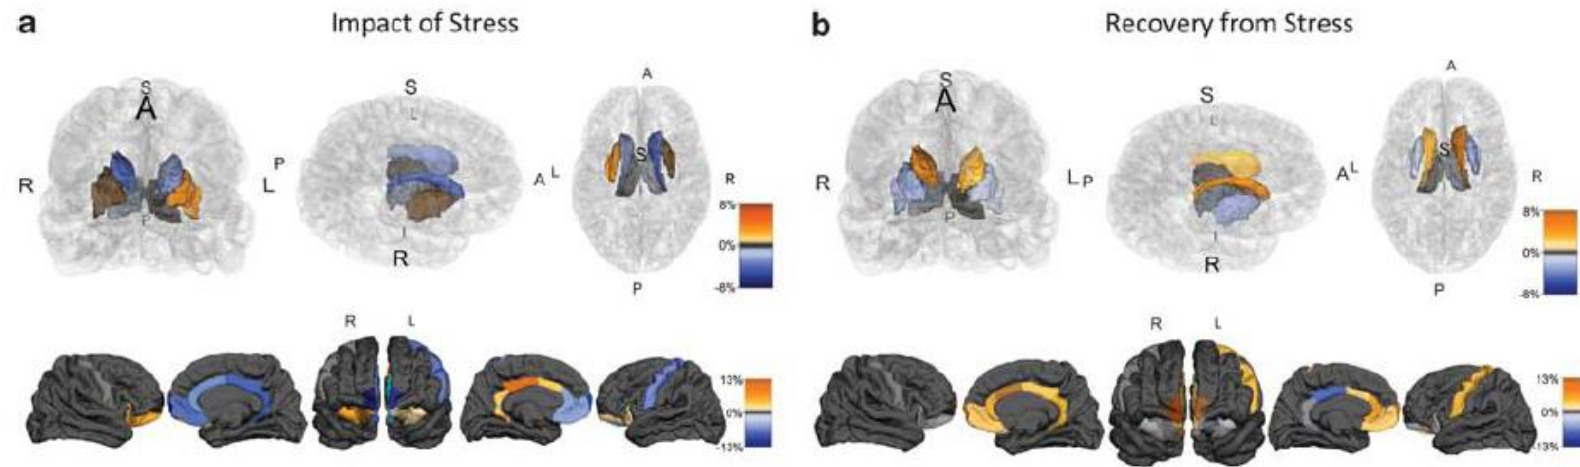 a Impact of Stress
b Recovery from Stress
S
A
R
L
S
L
P
A
R
A
L
S
R
P
8%
0%
-8%
S
A
R
L
P
S
L
P
A
R
A
L
S
R
P
8%
0%
-8%
R L
13%
0%
-13%
R L
13%
0%
-13%